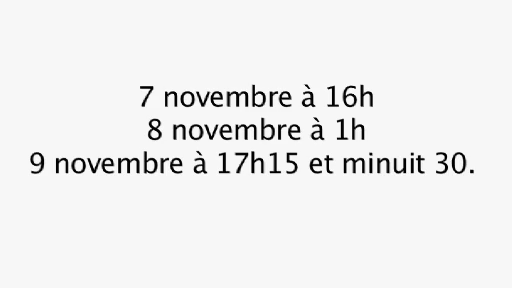 7 novembre à 16h
8 novembre à 1h
9 novembre à 17h15 et minuit 30.